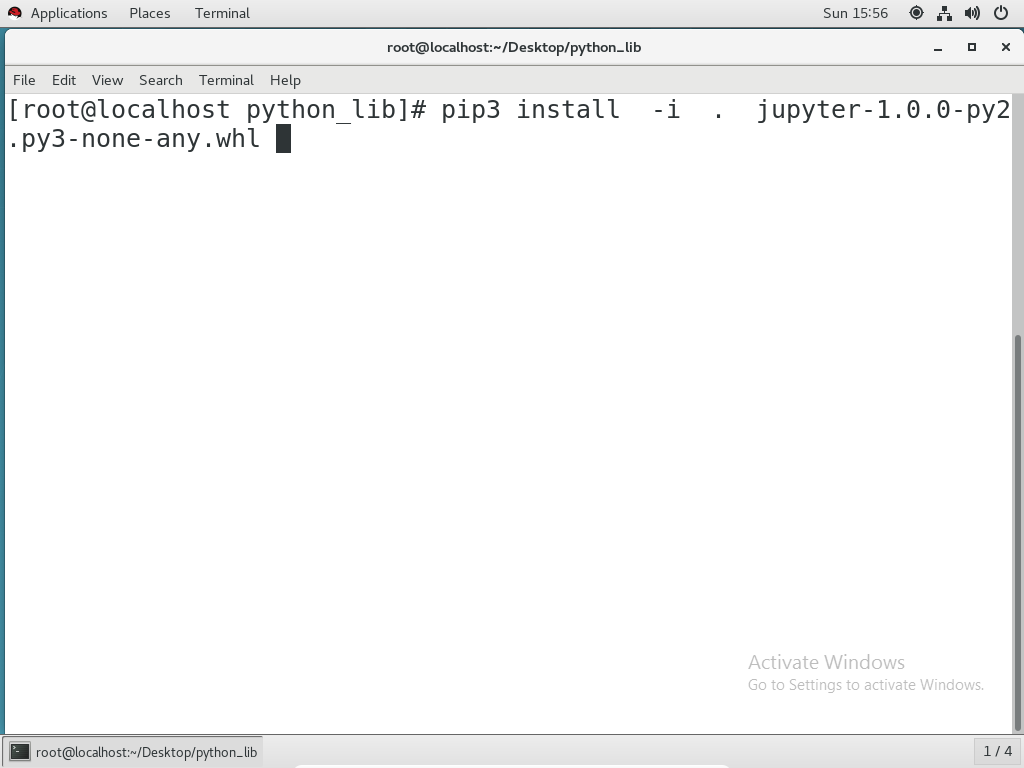 Applications Places Terminal Sun 15:56
root@localhost:~/Desktop/python_lib
File Edit View Search Terminal Help
[root@localhost python_lib]# pip3 install  -i  .  jupyter-1.0.0-py2
.py3-none-any.whl
Activate Windows
Go to Settings to activate Windows.
root@localhost:~/Desktop/python_lib 1 / 4